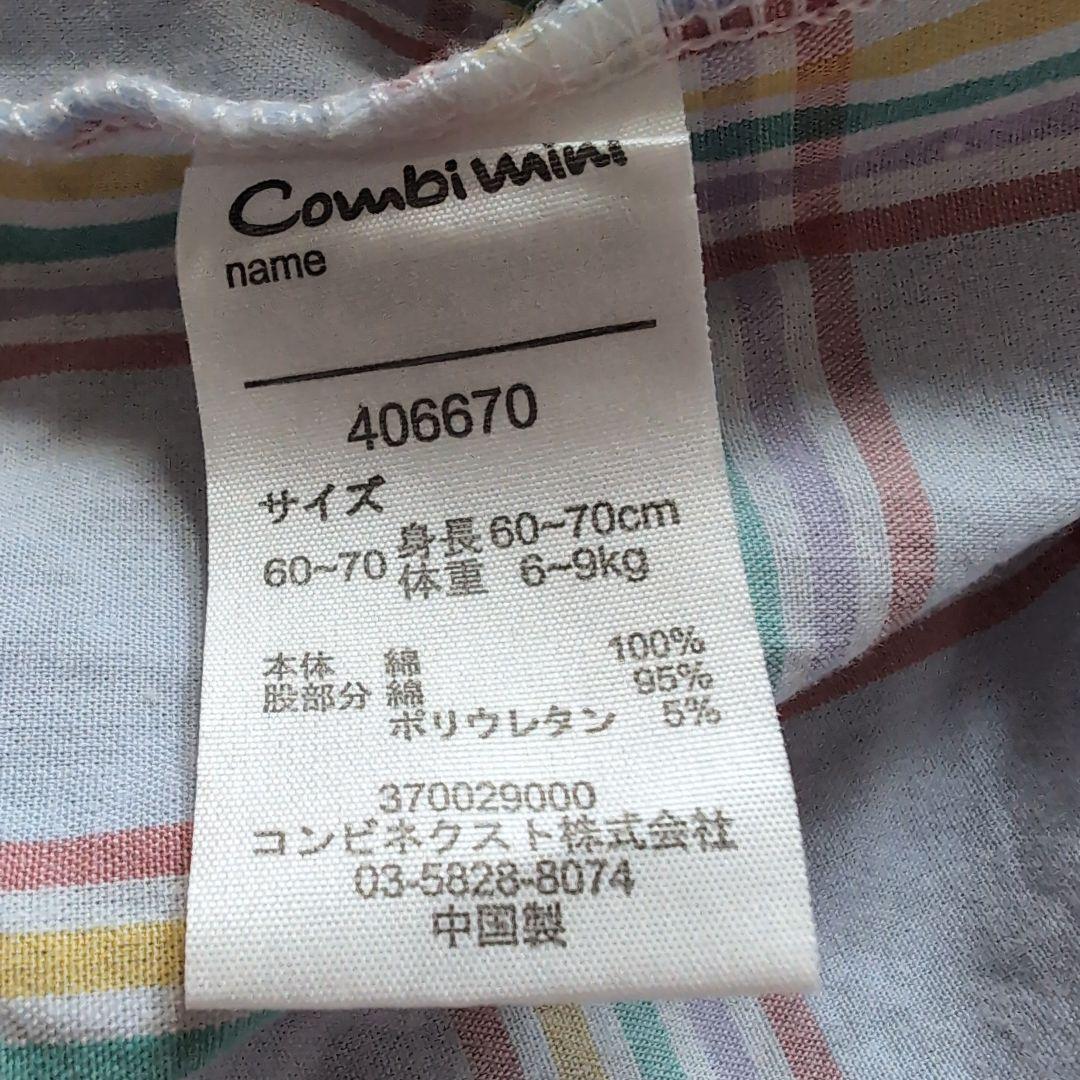 Combi mini
name
406670
サイズ
60~70 身長 60~70cm
体重 6~9kg
本体 綿 100%
股部分 綿 95%
ポリウレタン 5%
370029000
コンビネクスト株式会社
03-5828-8074
中国製